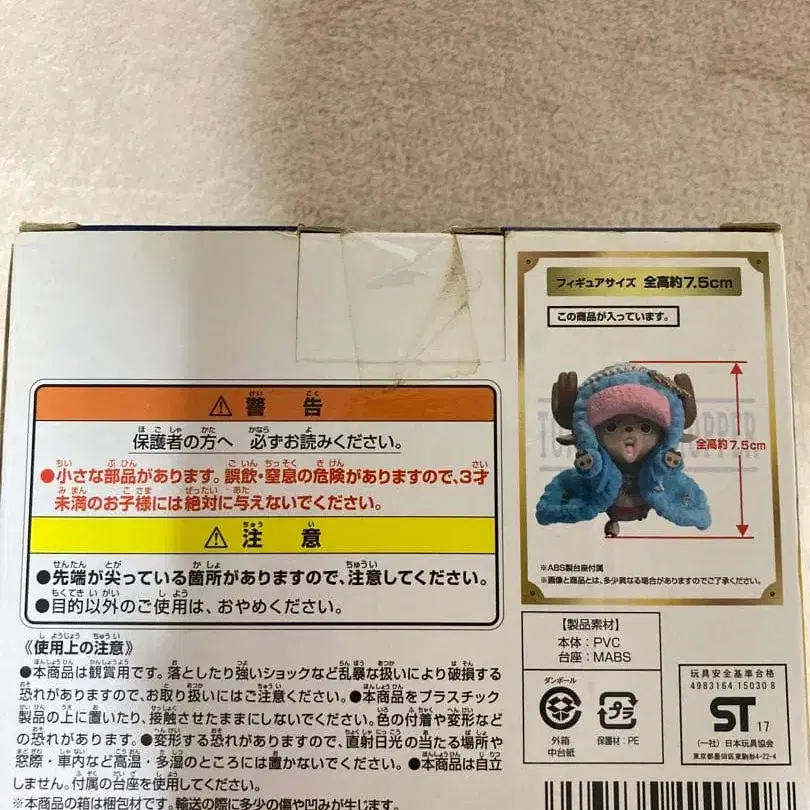 ⚠警告
保護者の方へ 必ずお読みください。
●小さな部品があります。誤飲・窒息の危険がありますので、3才
未満のお子様には絶対に与えないでください。
⚠注意
●先端が尖っている箇所がありますので、注意してください。
●目的以外のご使用は、おやめください。
《使用上の注意》
●本商品は観賞用です。落としたり強いショックなど乱暴な扱いにより破損する
恐れがありますので、お取り扱いにはご注意ください。●本商品をプラスチック
製品の上に置いたり、接触させたままにしないでください。色の付着や変形など
の恐れがあります。●変形する恐れがありますので、直射日光の当たる場所や
窓際・車内など高温・多湿のところには置かないでください。●本商品は自立
しません。付属の台座を使用してください。
※本商品の箱は梱包材です。輸送の際に多少の傷や凹みが生じます。
フィギュアサイズ 全高約7.5cm
この商品が入っています。
全高約7.5cm
※ABS製台座付属
※画像と商品とは、多少異なる場合がありますのでご了承ください。
【製品素材】
本体:PVC
台座:MABS
ダンボール
外箱
中台紙
プラ
保護材:PE
玩具安全基準合格
4983164 15030 8
ST 17
(一社)日本玩具協会
東京都墨田区東駒形4-22-4